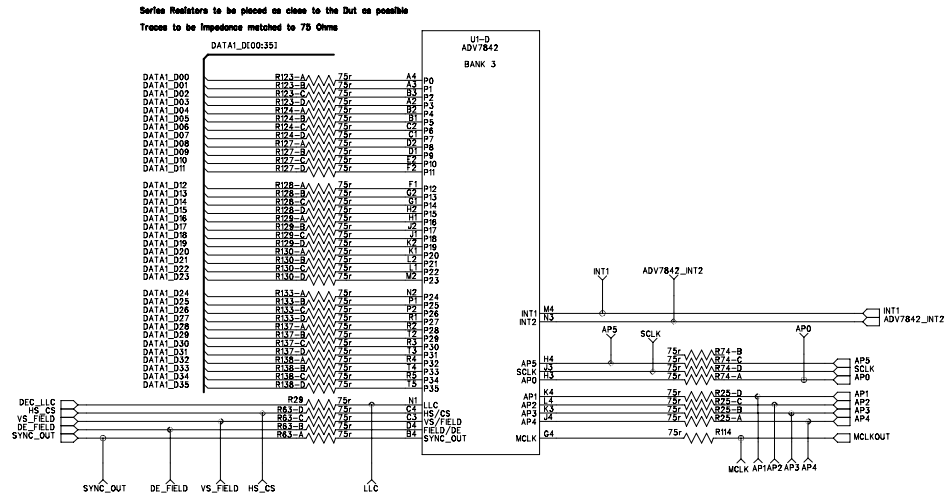 Series Resistors to be placed as close to the Dut as possible
Traces to be impedance matched to 75 Ohms
DATA1_D[00:35]
U1-D
ADV7842
BANK 3
DATA1_D00 R123-A 75r A4 P0
DATA1_D01 R123-B 75r A3 P1
DATA1_D02 R123-C 75r B3 P2
DATA1_D03 R123-D 75r A2 P3
DATA1_D04 R124-A 75r B2 P4
DATA1_D05 R124-B 75r B1 P5
DATA1_D06 R124-C 75r C2 P6
DATA1_D07 R124-D 75r C1 P7
DATA1_D08 R127-A 75r D2 P8
DATA1_D09 R127-B 75r D1 P9
DATA1_D10 R127-C 75r E2 P10
DATA1_D11 R127-D 75r F2 P11
DATA1_D12 R128-A 75r F1 P12
DATA1_D13 R128-B 75r G2 P13
DATA1_D14 R128-C 75r G1 P14
DATA1_D15 R128-D 75r H2 P15
DATA1_D16 R129-A 75r H1 P16
DATA1_D17 R129-B 75r J2 P17
DATA1_D18 R129-C 75r J1 P18
DATA1_D19 R129-D 75r K2 P19
DATA1_D20 R130-A 75r K1 P20
DATA1_D21 R130-B 75r L2 P21
DATA1_D22 R130-C 75r L1 P22
DATA1_D23 R130-D 75r M2 P23
DATA1_D24 R133-A 75r N2 P24
DATA1_D25 R133-B 75r P1 P25
DATA1_D26 R133-C 75r P2 P26
DATA1_D27 R133-D 75r R1 P27
DATA1_D28 R137-A 75r R2 P28
DATA1_D29 R137-B 75r T2 P29
DATA1_D30 R137-C 75r R3 P30
DATA1_D31 R137-D 75r T3 P31
DATA1_D32 R138-A 75r R4 P32
DATA1_D33 R138-B 75r T4 P33
DATA1_D34 R138-C 75r R5 P34
DATA1_D35 R138-D 75r T5 P35
DEC_LLC R29 75r N1 LLC
HS_CS R63-D 75r C4 HS/CS
VS_FIELD R63-C 75r C3 VS/FIELD
DE_FIELD R63-B 75r D4 FIELD/DE
SYNC_OUT R63-A 75r B4 SYNC_OUT
SYNC_OUT DE_FIELD VS_FIELD HS_CS LLC
INT1 ADV7842_INT2
INT1 M4 INT1
INT2 N3 ADV7842_INT2
AP5 SCLK AP0
AP5 H4 75r R74-B AP5
SCLK J3 75r R74-C SCLK
AP0 H3 75r R74-D AP0
75r R74-A
AP1 K4 75r R25-D AP1
AP2 L4 75r R25-C AP2
AP3 K3 75r R25-B AP3
AP4 J4 75r R25-A AP4
MCLK G4 75r R114 MCLKOUT
MCLK AP1 AP2 AP3 AP4